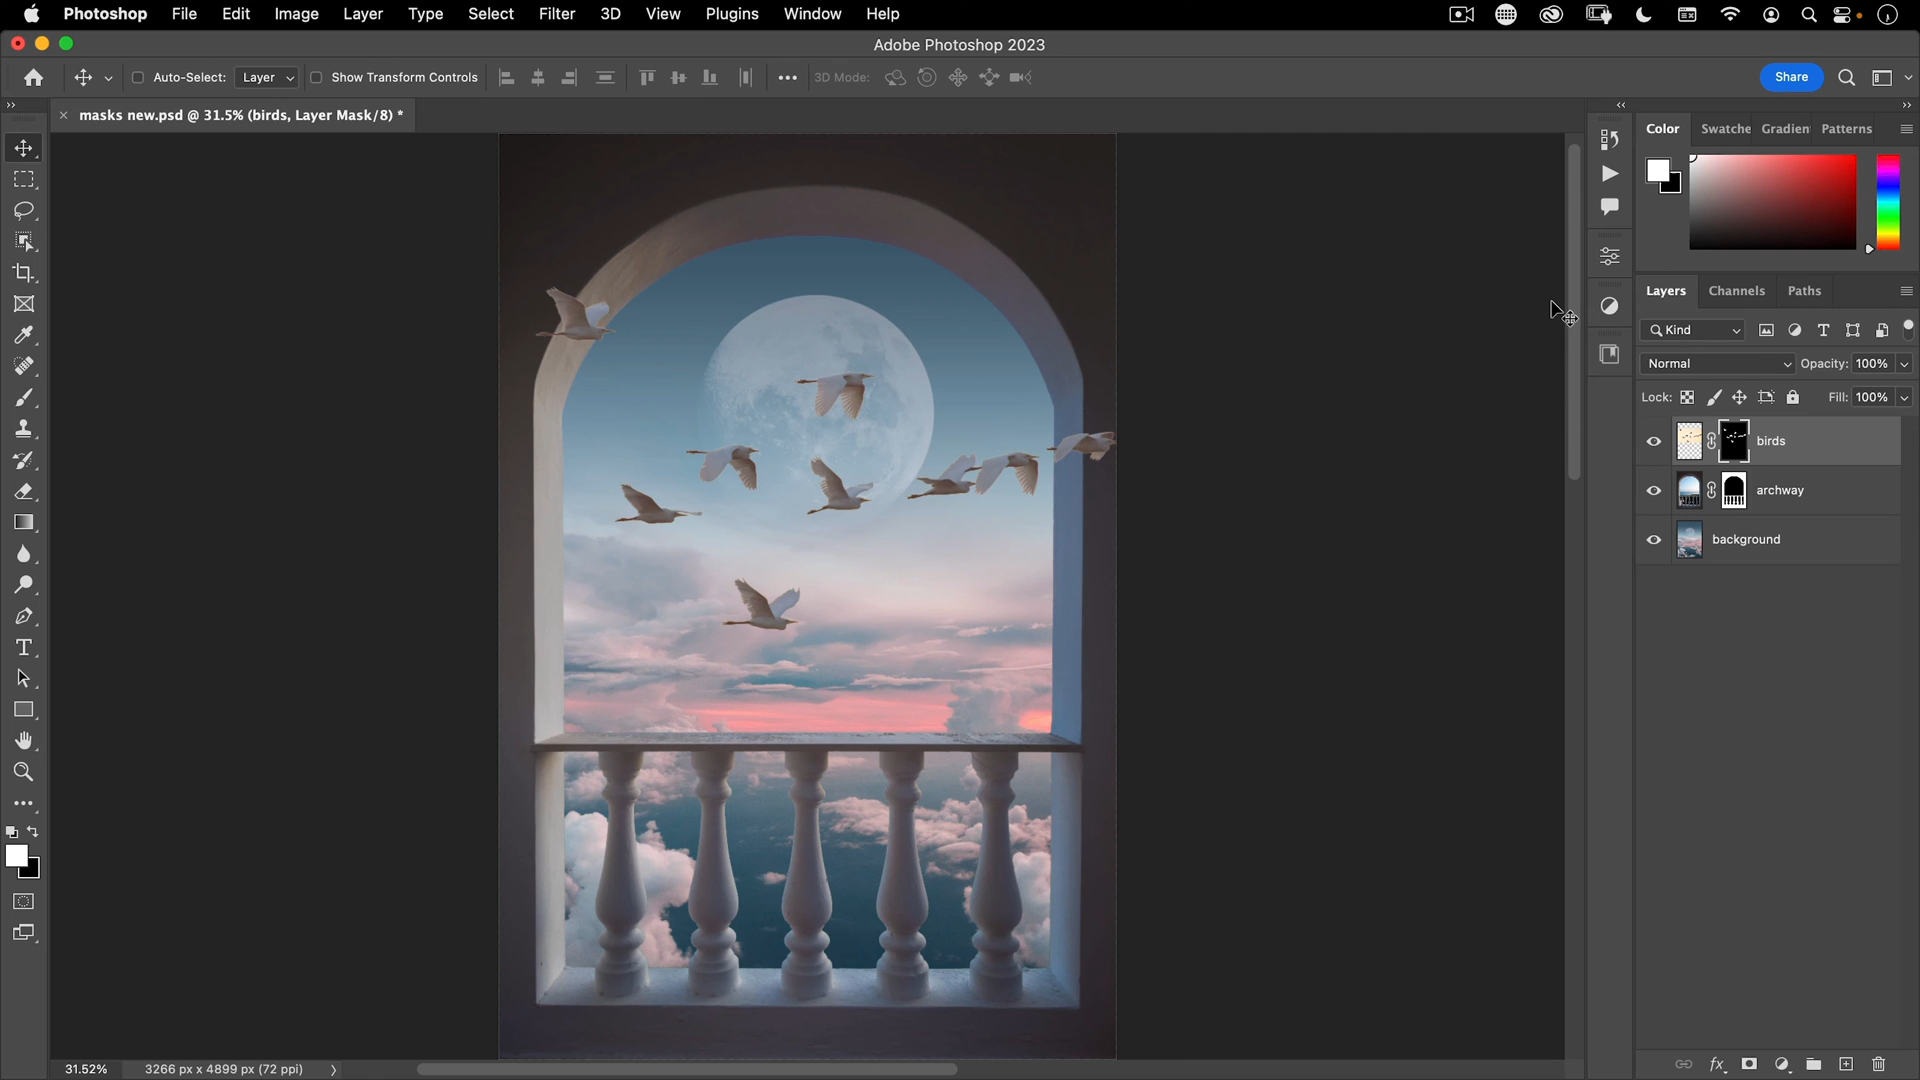 Photoshop File Edit Image Layer Type Select Filter 3D View Plugins Window Help
Adobe Photoshop 2023
Auto-Select: Layer Show Transform Controls 3D Mode: Share
masks new.psd @ 31.5% (birds, Layer Mask/8) *
Color Swatche Gradien Patterns
Layers Channels Paths
Kind
Normal Opacity: 100%
Lock: Fill: 100%
birds
archway
background
fx
31.52% 3266 px x 4899 px (72 ppi)